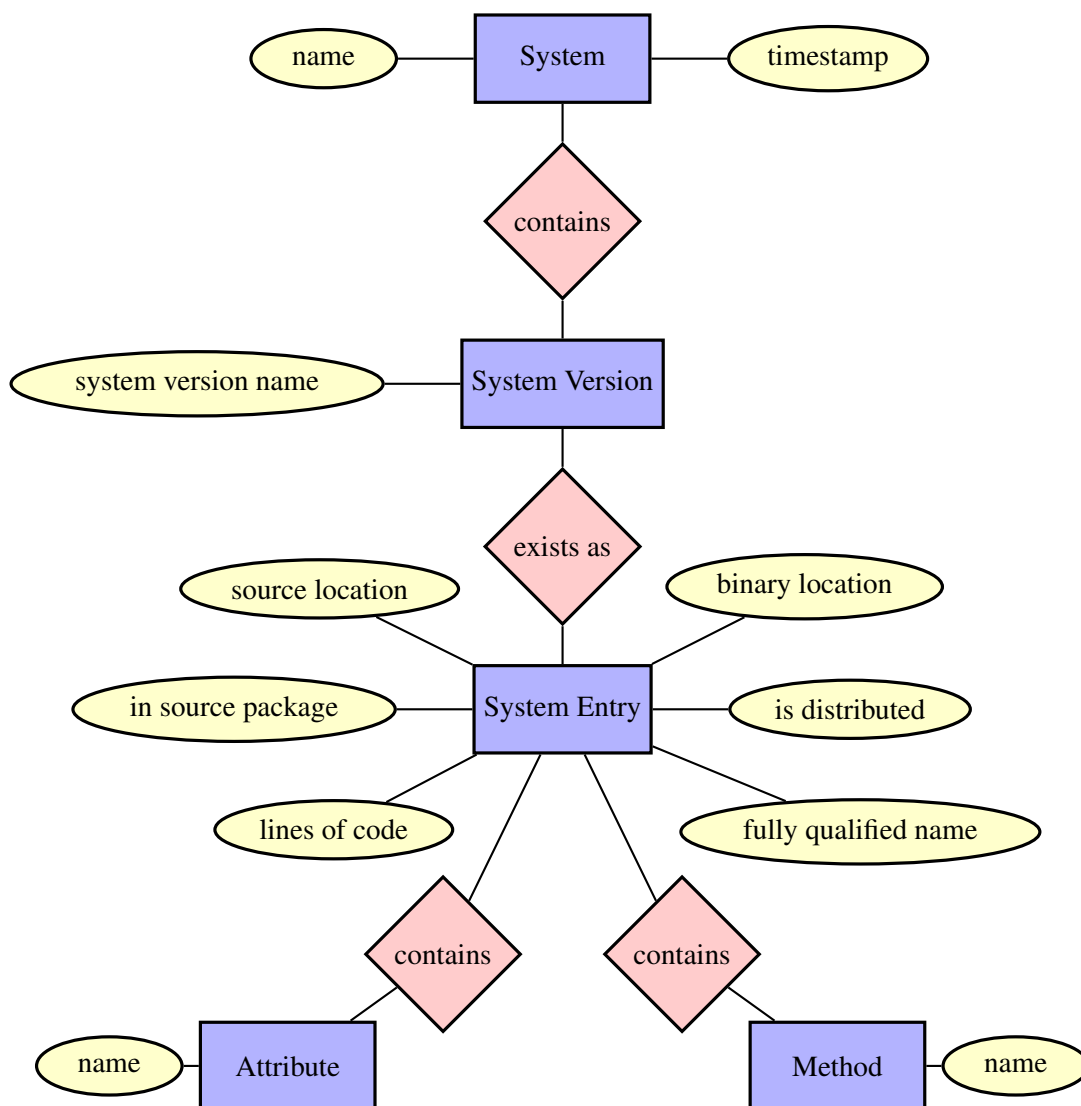 name
System
timestamp
contains
system version name
System Version
exists as
source location
binary location
in source package
System Entry
is distributed
lines of code
fully qualified name
contains
contains
name
Attribute
Method
name